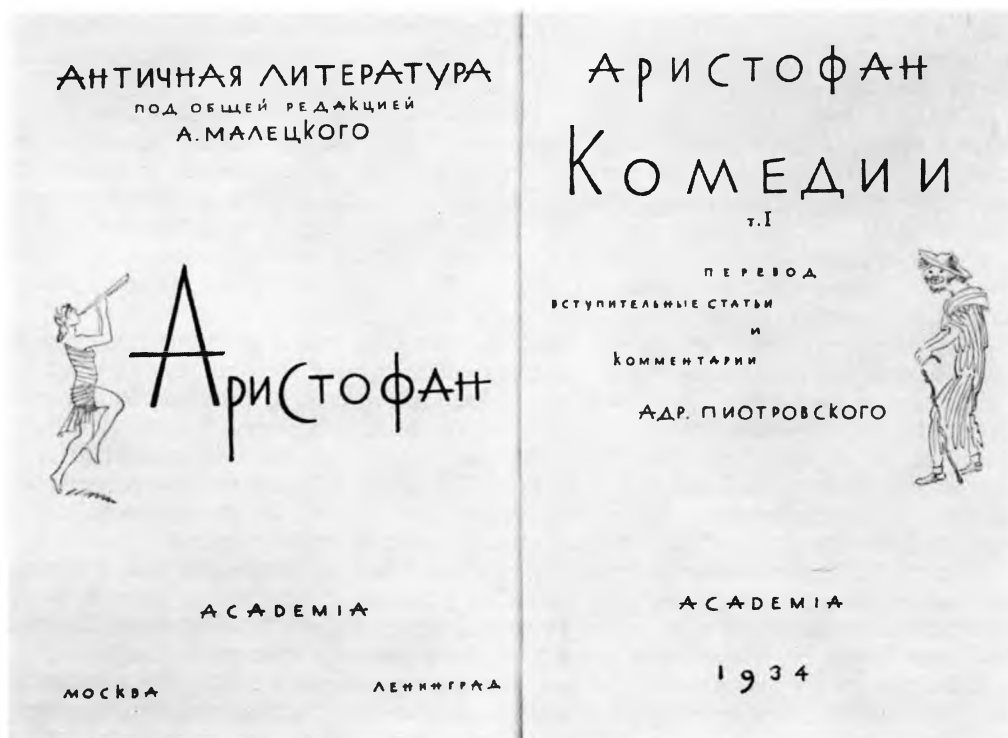 Античная литература
под общей редакцией
А. Малецкого
Аристофан
ACADEMIA
Москва
Ленинград
Аристофан
Комедии
т. I
перевод
вступительные статьи
и
комментарии
Адр. Пиотровского
ACADEMIA
1934